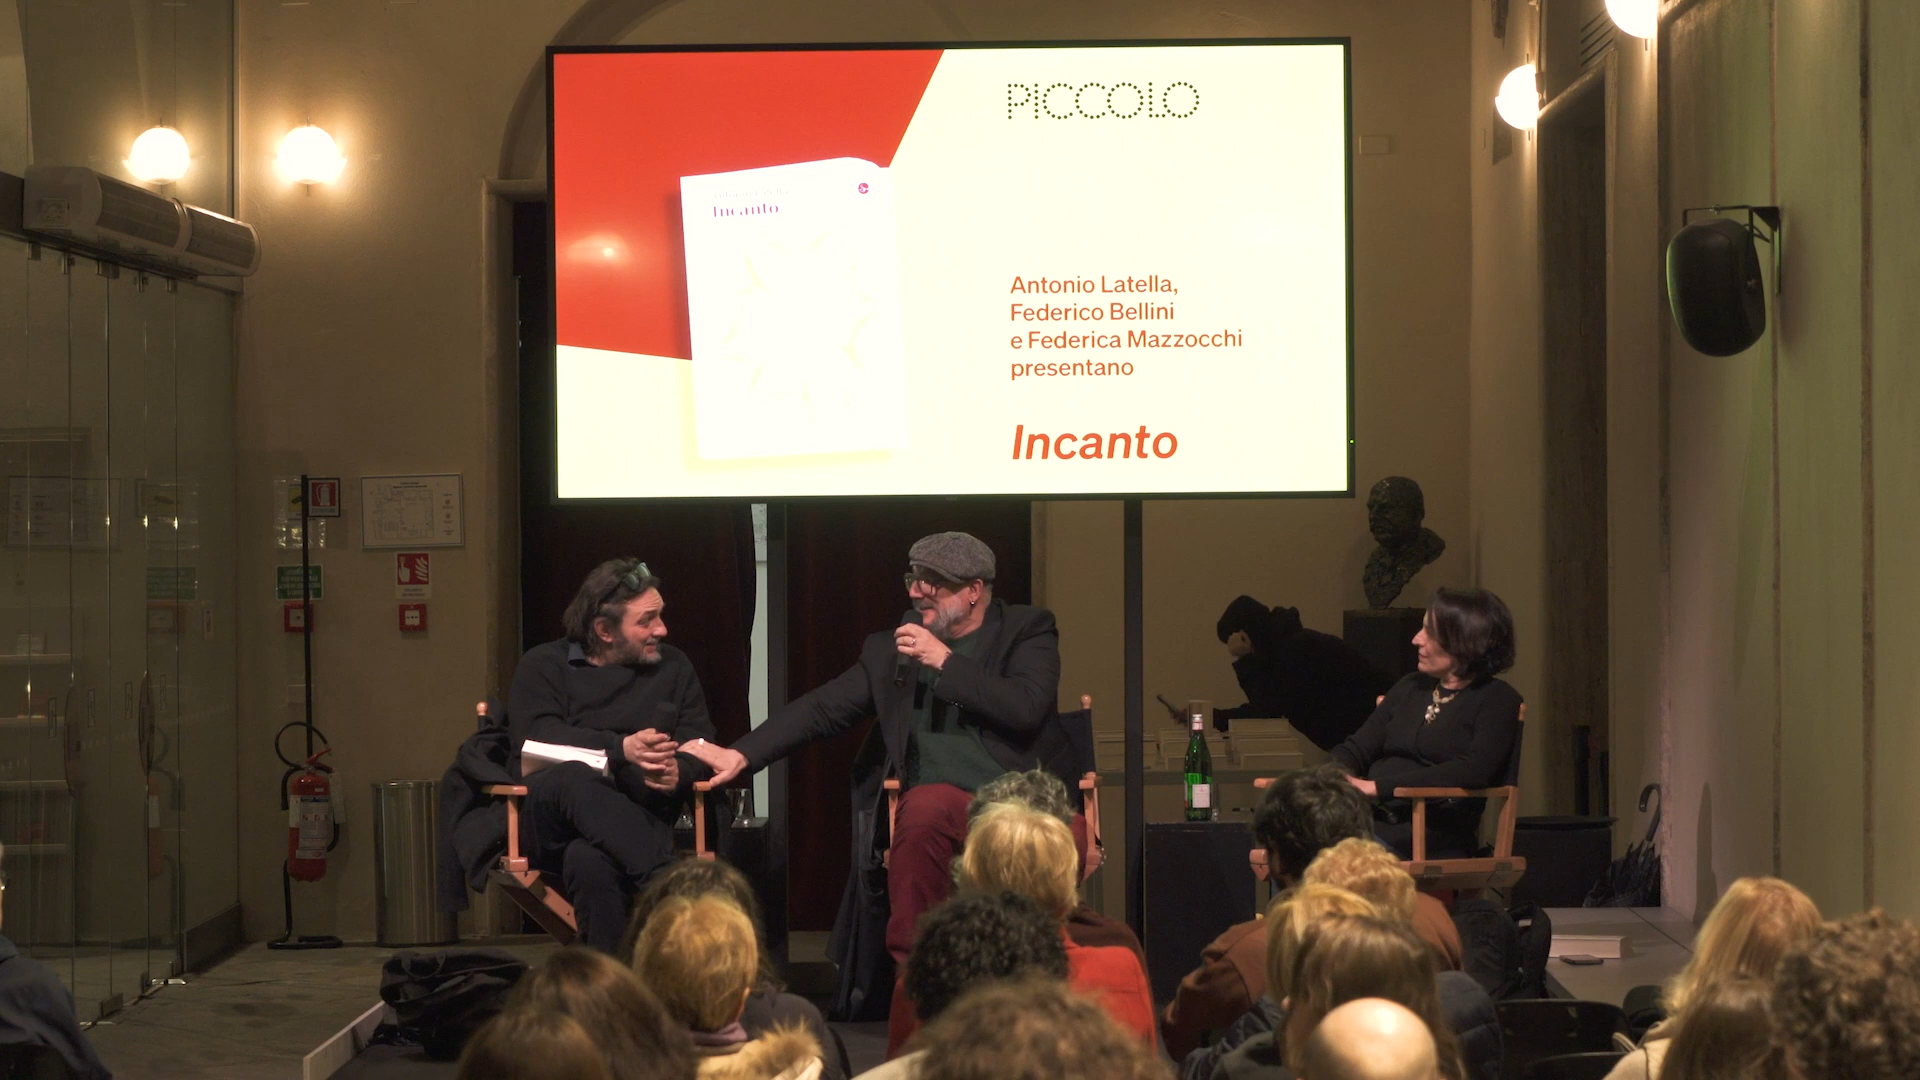 PICCOLO
Incanto
Antonio Latella,
Federico Bellini
e Federica Mazzocchi
presentano
Incanto